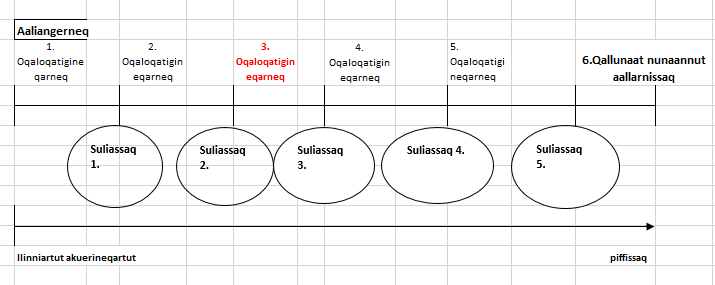 Aaliangerneq
1.
Oqaloqatigine
qarneq
2.
Oqaloqatigin
eqarneq
3.
Oqaloqatigin
eqarneq
4.
Oqaloqatigin
eqarneq
5.
Oqaloqatigi
neqarneq
6.Qallunaat nunaannut
aallarnissaq
Suliassaq
1.
Suliassaq
2.
Suliassaq
3.
Suliassaq 4.
Suliassaq
5.
Ilinniartut akuerineqartut
piffissaq